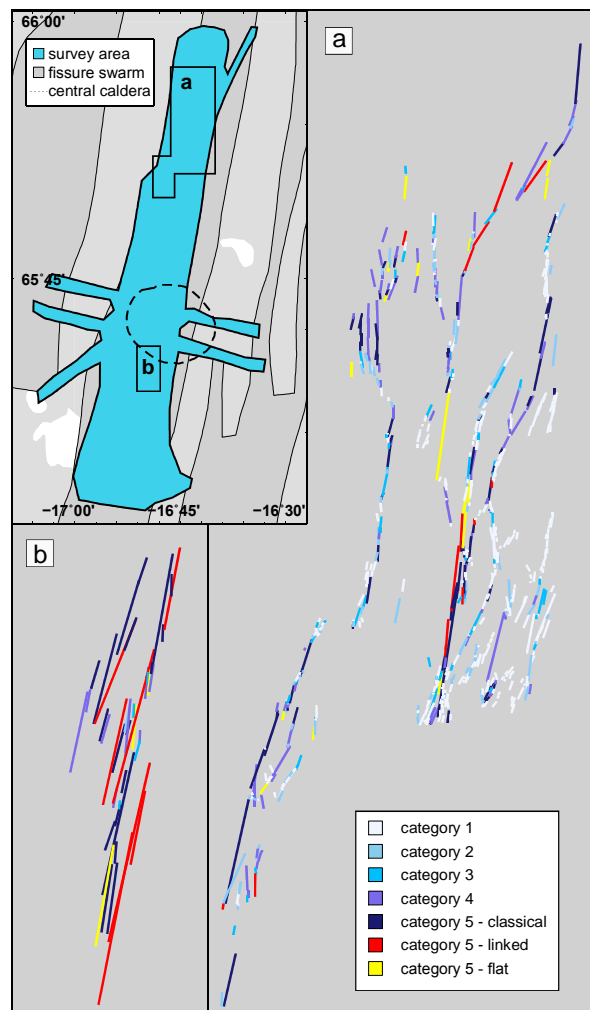 66°00'
survey area
fissure swarm
central caldera
a
65°45'
b
−17°00'
−16°45'
−16°30'
a
b
category 1
category 2
category 3
category 4
category 5 - classical
category 5 - linked
category 5 - flat